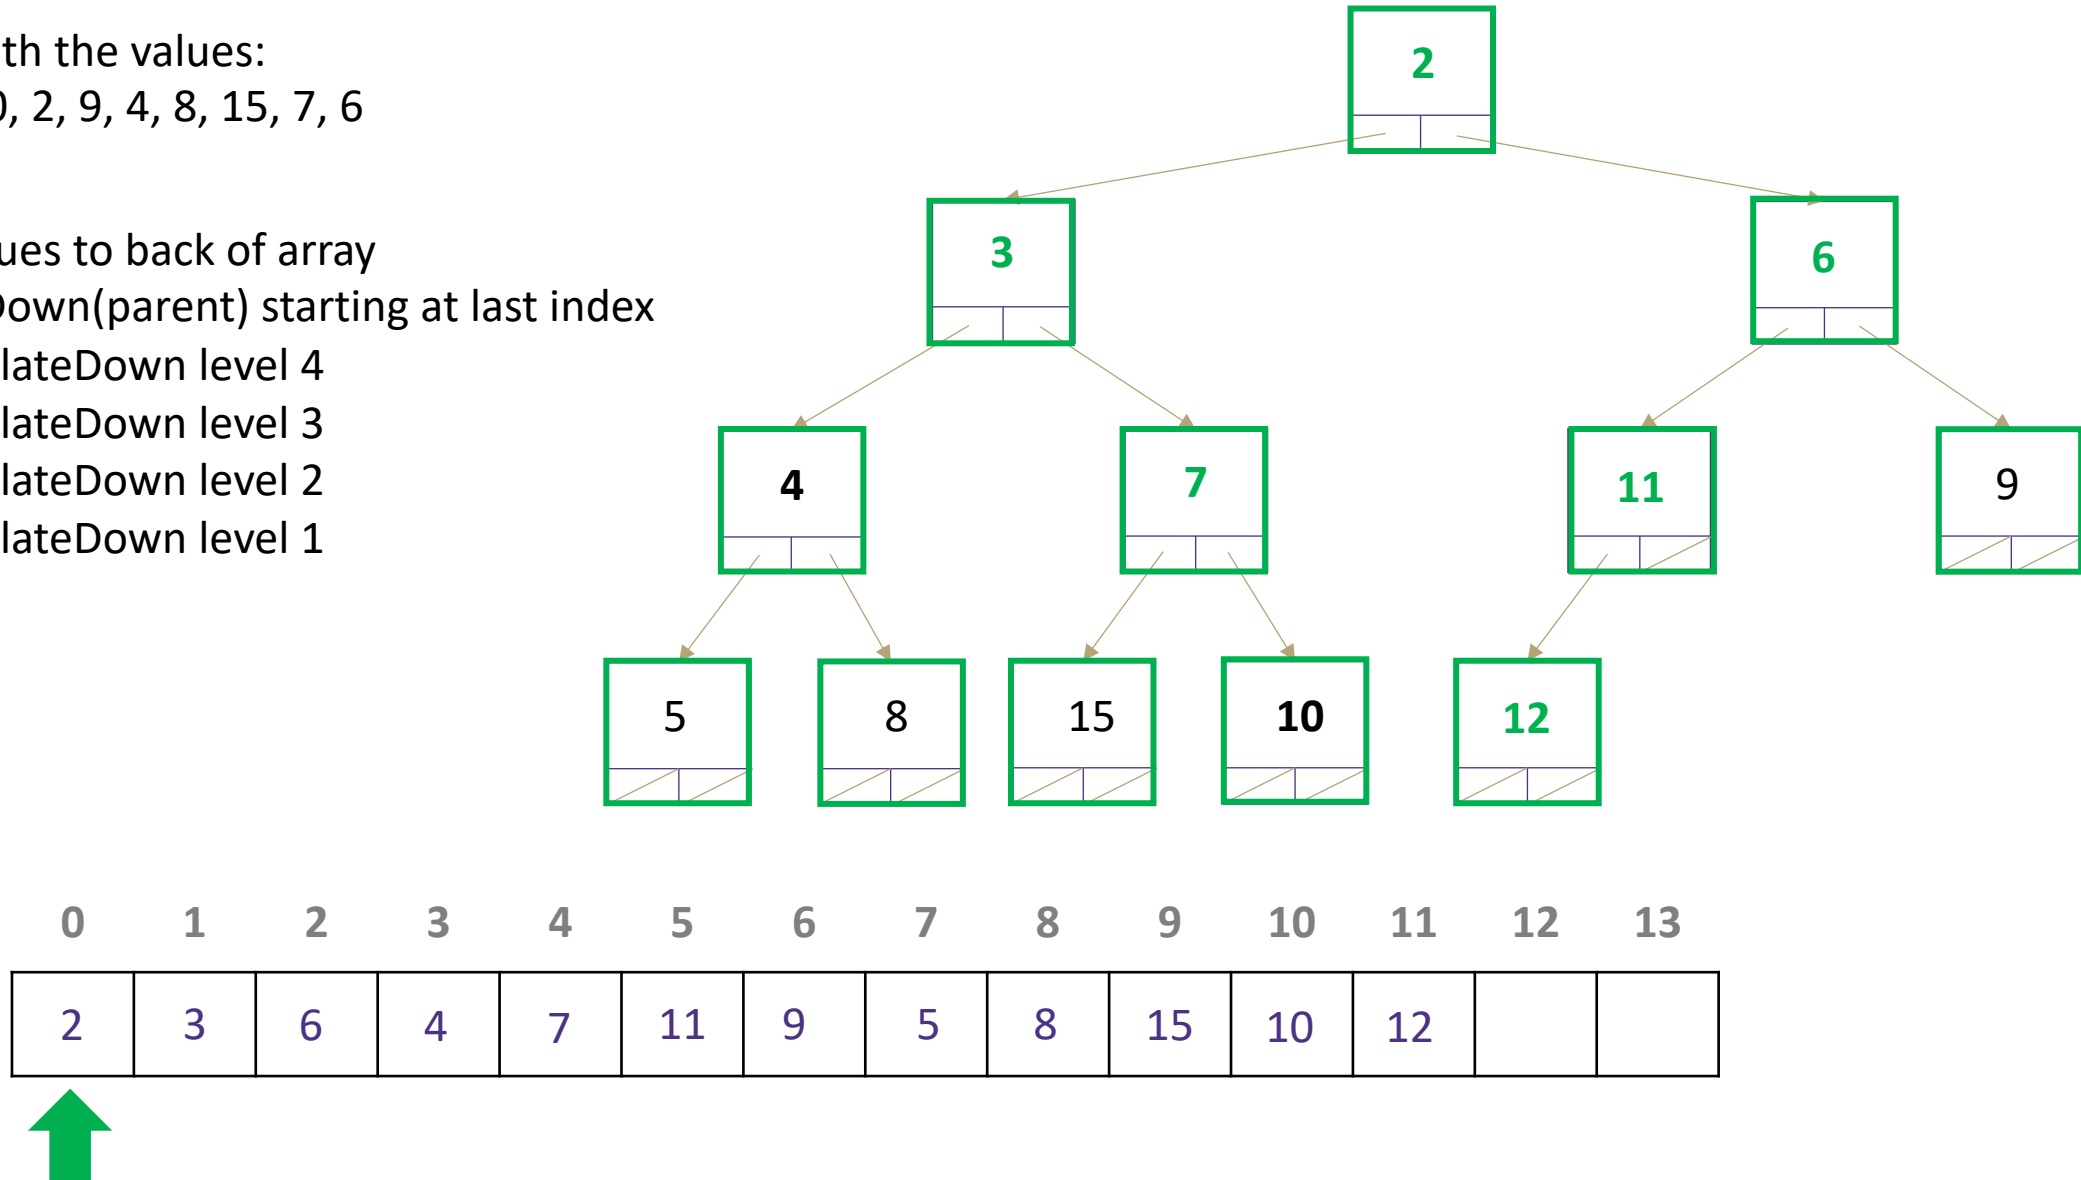 th the values:
0, 2, 9, 4, 8, 15, 7, 6
ues to back of array
Down(parent) starting at last index
lateDown level 4
lateDown level 3
lateDown level 2
lateDown level 1
2
3 6
4 7 11 9
5 8 15 10 12
0 1 2 3 4 5 6 7 8 9 10 11 12 13
2 3 6 4 7 11 9 5 8 15 10 12